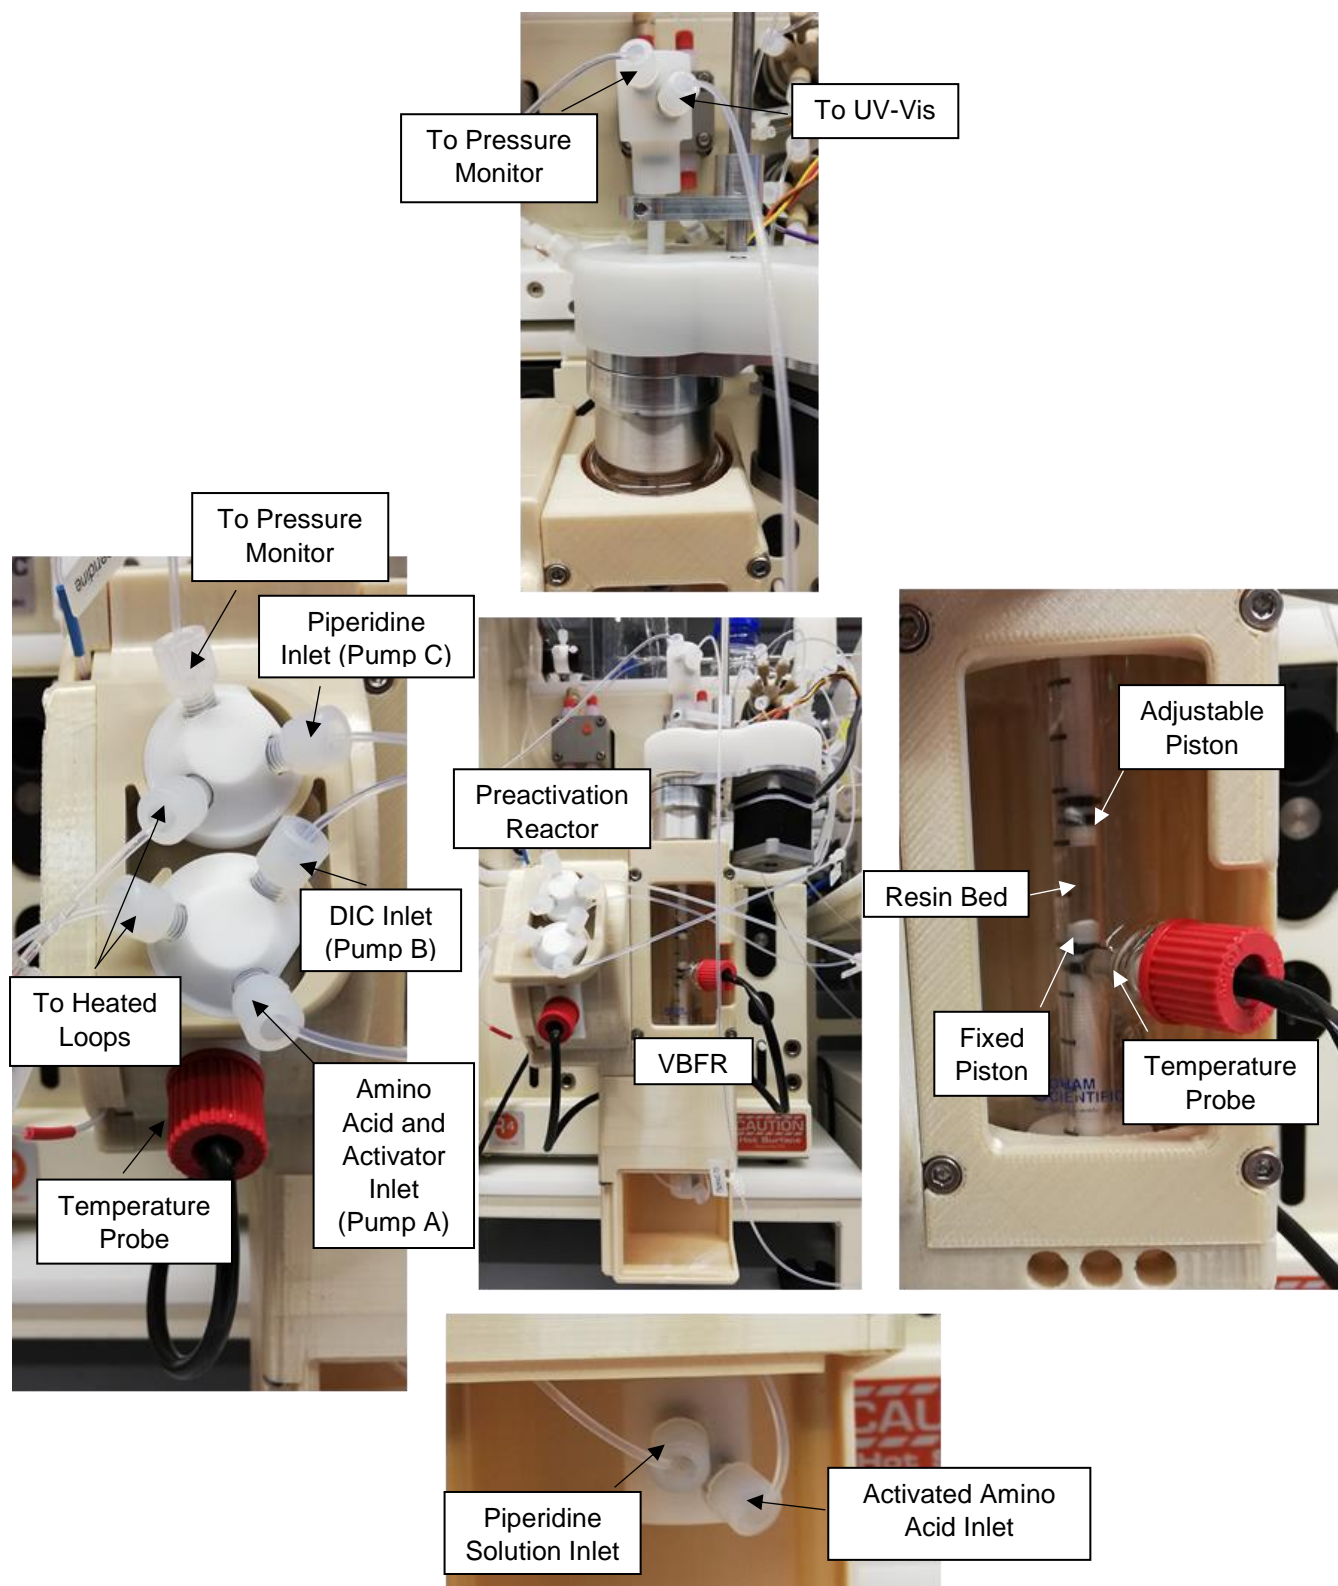 To UV-Vis
To Pressure
Monitor
To Pressure
Monitor
Piperidine
Inlet (Pump C)
DIC Inlet
(Pump B)
To Heated
Loops
Amino
Acid and
Activator
Inlet
(Pump A)
Temperature
Probe
Preactivation
Reactor
VBFR
CAUTION
Hot Surface
Adjustable
Piston
Resin Bed
Fixed
Piston
Temperature
Probe
CAU
Hot
Piperidine
Solution Inlet
Activated Amino
Acid Inlet